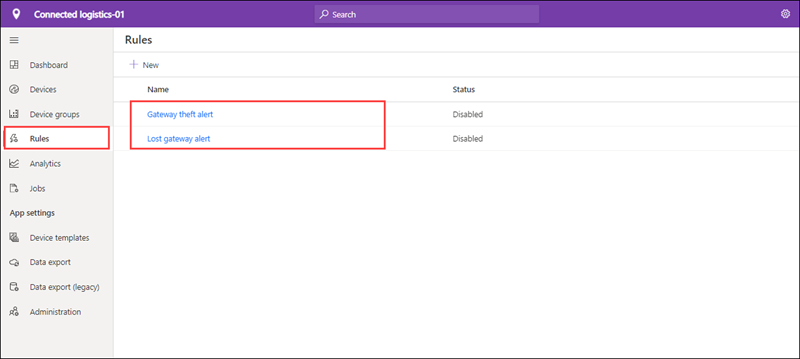 Connected logistics-01
Search
Rules
New
Name Status
Gateway theft alert Disabled
Lost gateway alert Disabled
Dashboard
Devices
Device groups
Rules
Analytics
Jobs
App settings
Device templates
Data export
Data export (legacy)
Administration